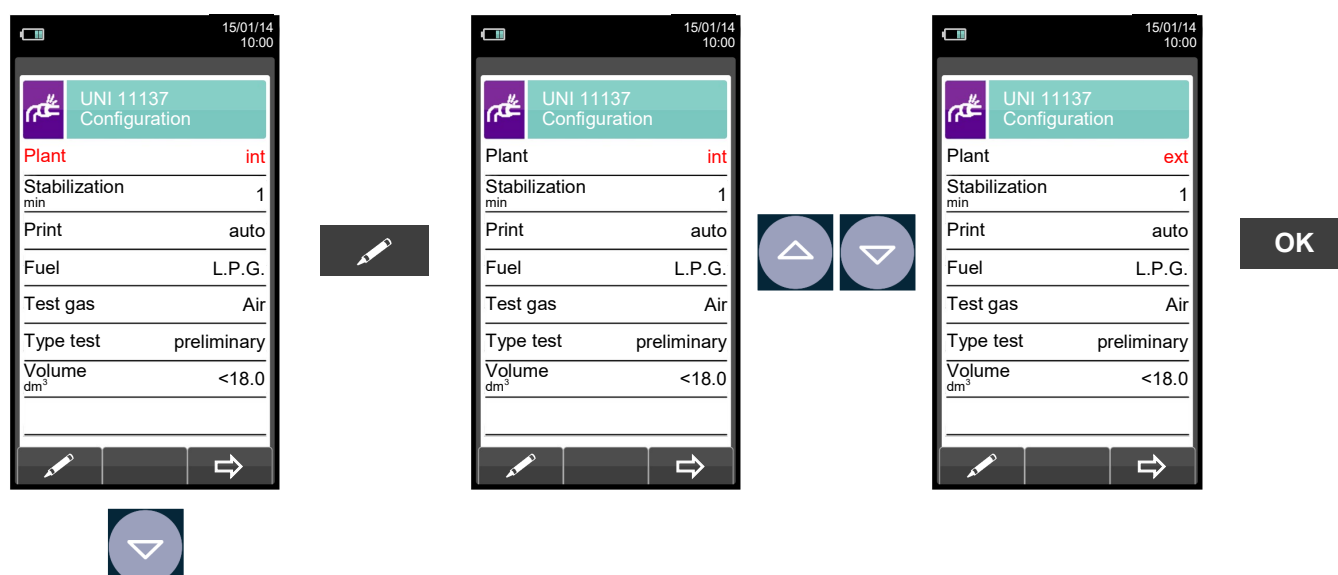 15/01/14
10:00
UNI 11137
Configuration
Plant int
Stabilization
min 1
Print auto
Fuel L.P.G.
Test gas Air
Type test preliminary
Volume
dm³ <18.0
15/01/14
10:00
UNI 11137
Configuration
Plant int
Stabilization
min 1
Print auto
Fuel L.P.G.
Test gas Air
Type test preliminary
Volume
dm³ <18.0
15/01/14
10:00
UNI 11137
Configuration
Plant ext
Stabilization
min 1
Print auto
Fuel L.P.G.
Test gas Air
Type test preliminary
Volume
dm³ <18.0
OK